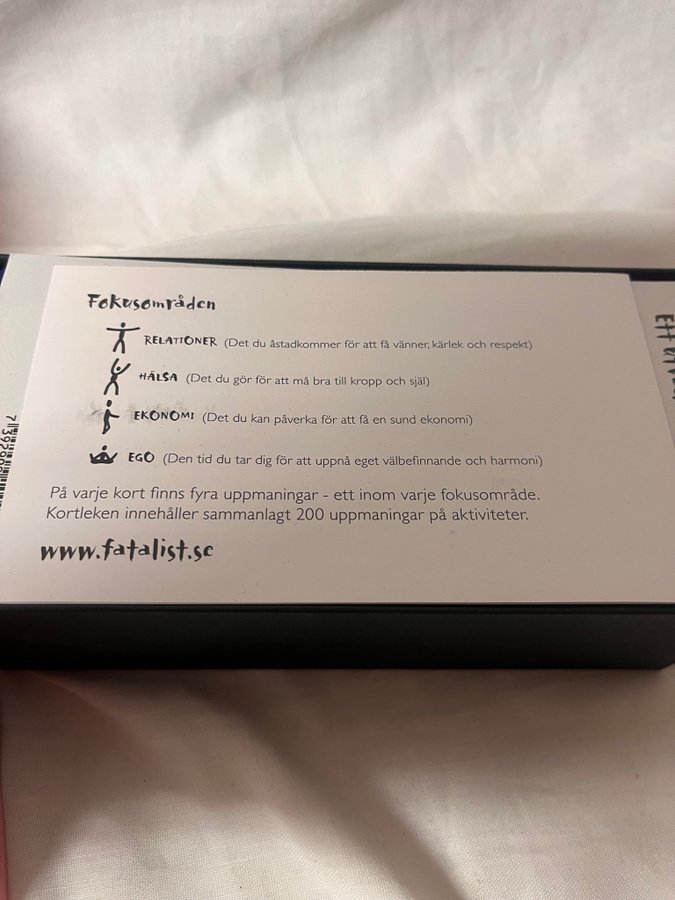 Fokusområden
RELATIONER (Det du åstadkommer för att få vänner, kärlek och respekt)
HÄLSA (Det du gör för att må bra till kropp och själ)
EKONOMI (Det du kan påverka för att få en sund ekonomi)
EGO (Den tid du tar dig för att uppnå eget välbefinnande och harmoni)
På varje kort finns fyra uppmaningar - ett inom varje fokusområde.
Kortleken innehåller sammanlagt 200 uppmaningar på aktiviteter.
www.fatalist.se
Ett